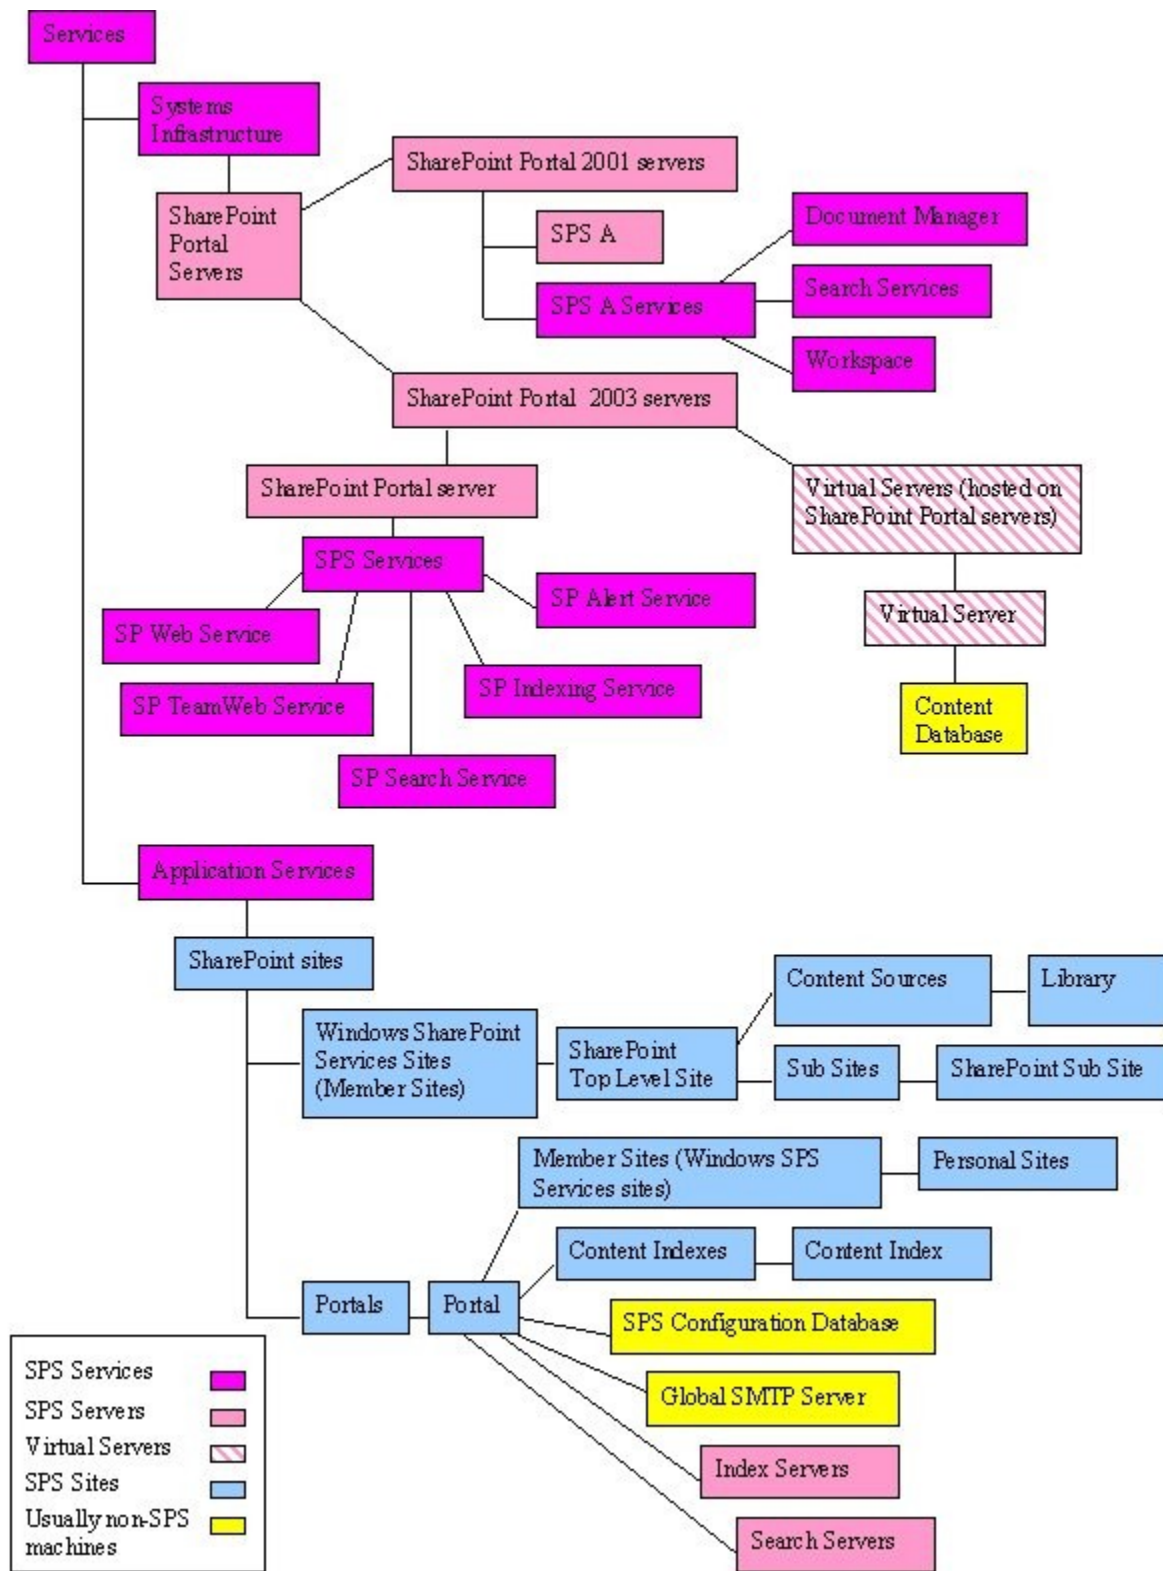 Services
Systems
Infrastructure
SharePoint Portal 2001 servers
SharePoint
Portal
Servers
Document Manager
SPS A
Search Services
SPS A Services
Workspace
SharePoint Portal 2003 servers
SharePoint Portal server
Virtual Servers (hosted on
SharePoint Portal servers)
SPS Services
SP Alert Service
Virtual Server
SP Web Service
SP Indexing Service
SP TeamWeb Service
Content
Database
SP Search Service
Application Services
SharePoint sites
Content Sources
Library
Windows SharePoint
Services Sites
(Member Sites)
SharePoint
Top Level Site
Sub Sites
SharePoint Sub Site
Member Sites (Windows SPS
Services sites)
Personal Sites
Content Indexes
Content Index
Portals
Portal
SPS Configuration Database
Global SMTP Server
Index Servers
Search Servers
SPS Services
SPS Servers
Virtual Servers
SPS Sites
Usually non-SPS
machines